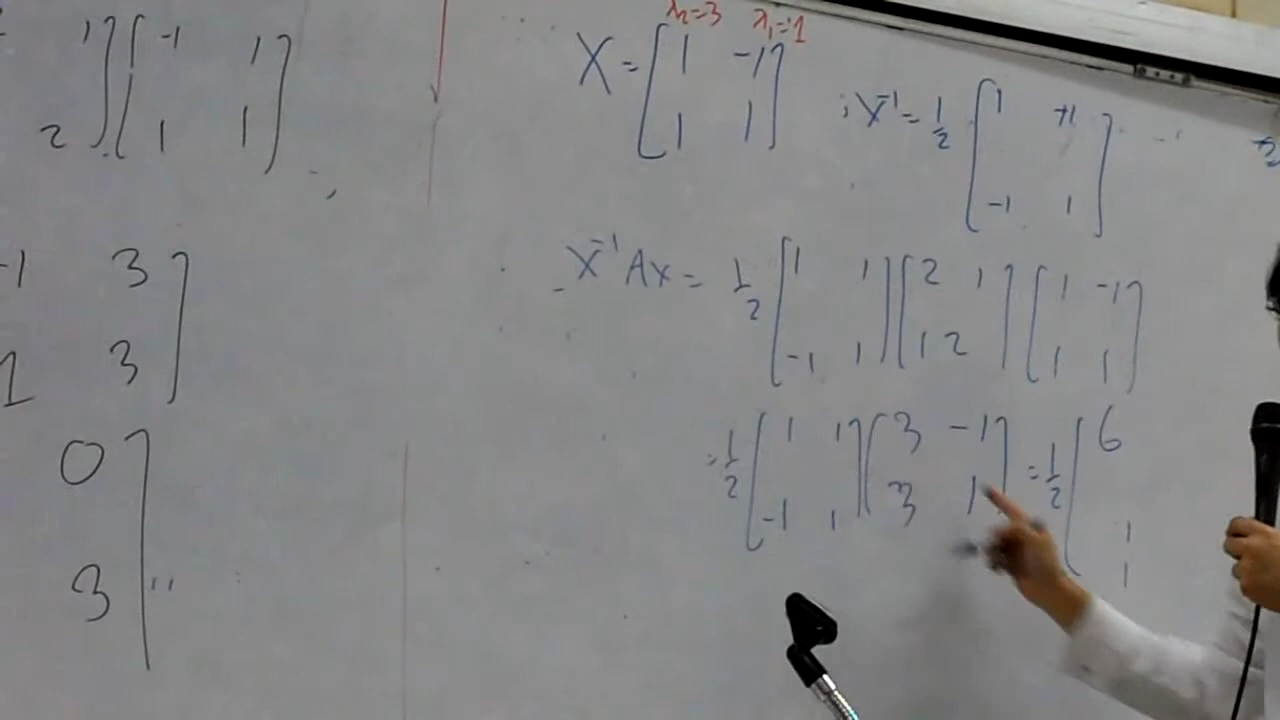 1] [-1 1]
2] [1 1]
-1 3]
1 3]
0]
3] "
λ₂=3 λ₁=1
X = [1 -1]
[1 1]
; X⁻¹ = 1/2 [1 +1]
[-1 1]
X⁻¹AX = 1/2 [1 1] [2 1] [1 -1]
[-1 1] [1 2] [1 1]
= 1/2 [1 1] [3 -1] = 1/2 [6
[-1 1] [3 1]